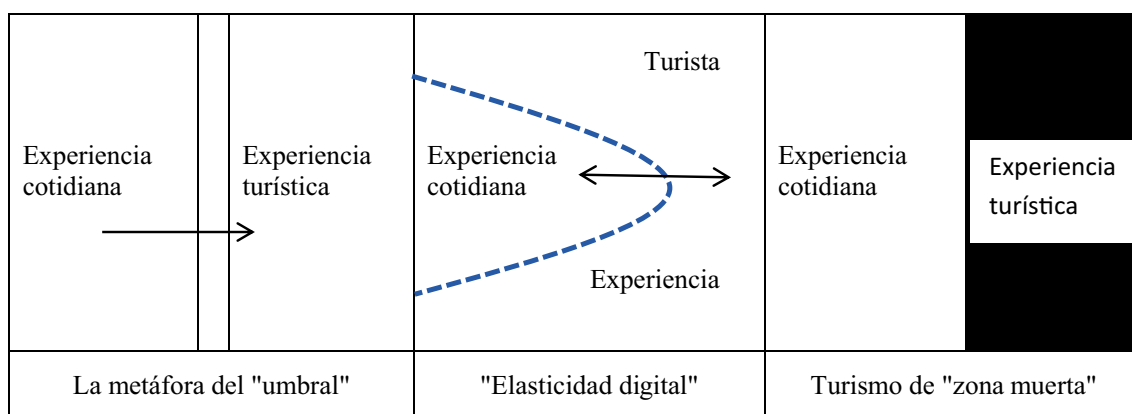 Experiencia
cotidiana
Experiencia
turística
Turista
Experiencia
cotidiana
Experiencia
Experiencia
cotidiana
Experiencia
turística
La metáfora del "umbral"
"Elasticidad digital"
Turismo de "zona muerta"